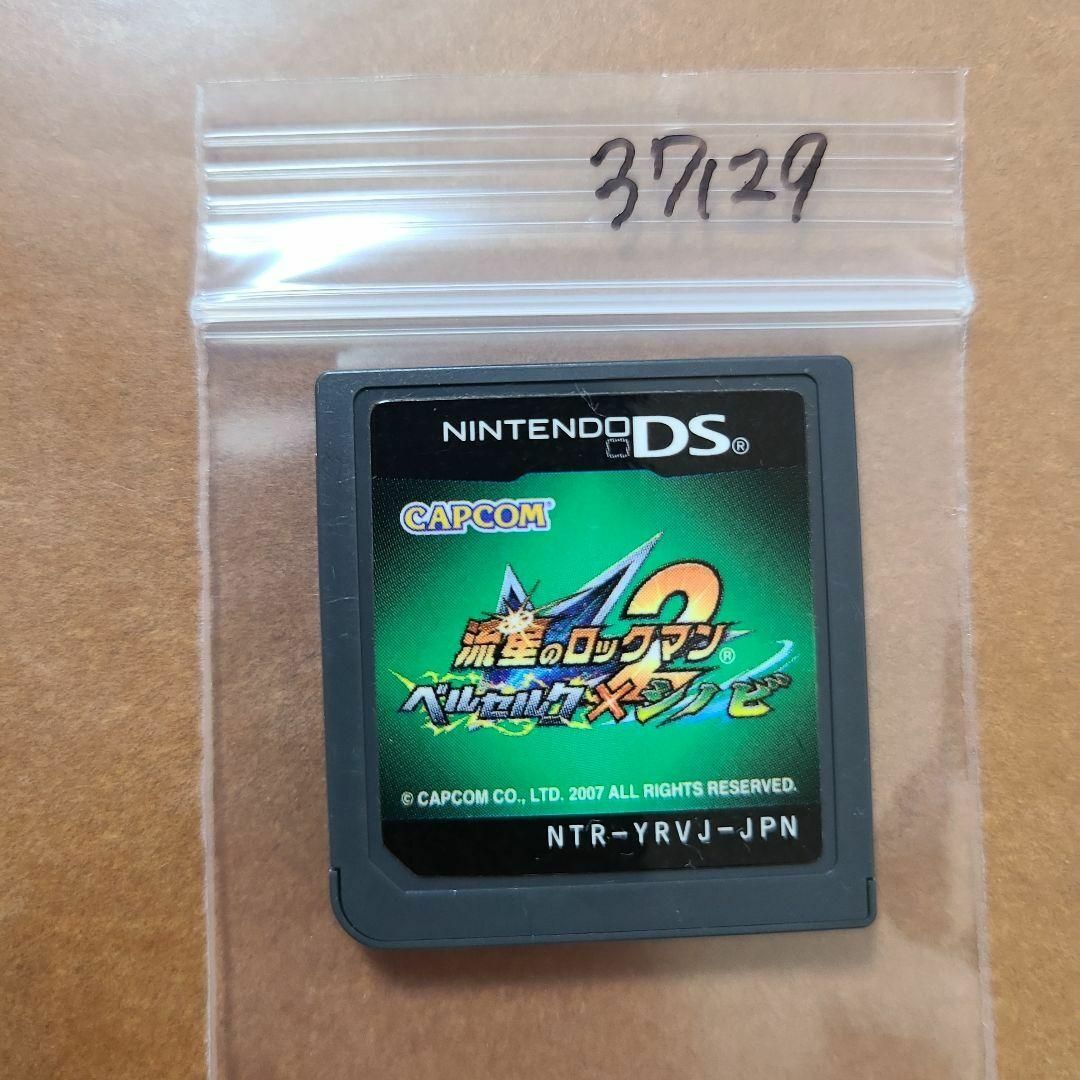 37129
NINTENDO DS®
CAPCOM®
流星のロックマン®2
ベルセルク×シノビ
© CAPCOM CO., LTD. 2007 ALL RIGHTS RESERVED.
NTR-YRVJ-JPN